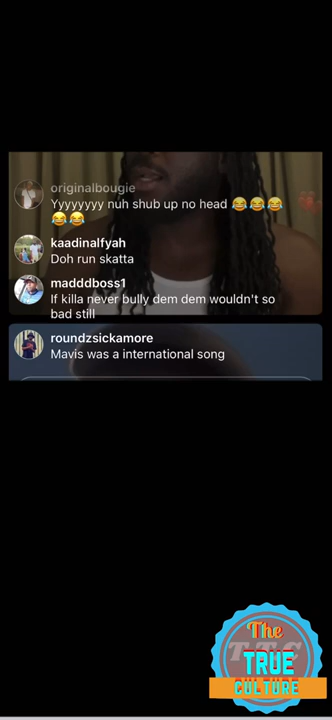 originalbougie
Yyyyyyyy nuh shub up no head 😂😂😂
😂😂
kaadinalfyah
Doh run skatta
madddboss1
If killa never bully dem dem wouldn't so
bad still
roundzsickamore
Mavis was a international song
The
T.T.C
TRUE
CULTURE